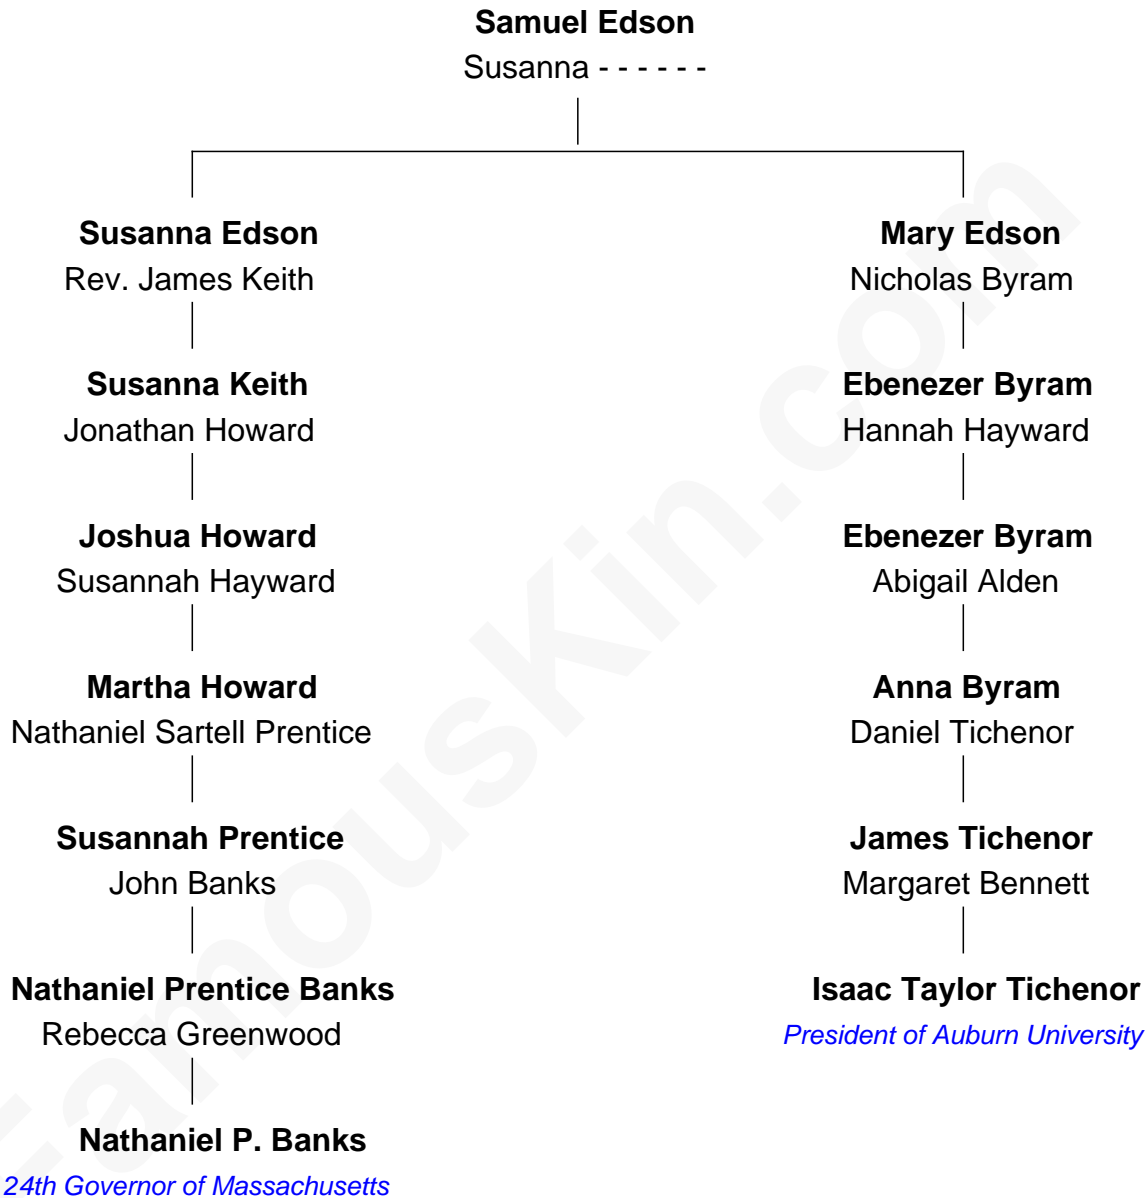 Samuel Edson
Susanna - - - - - -
Susanna Edson
Rev. James Keith
Mary Edson
Nicholas Byram
Susanna Keith
Jonathan Howard
Ebenezer Byram
Hannah Hayward
Joshua Howard
Susannah Hayward
Ebenezer Byram
Abigail Alden
Martha Howard
Nathaniel Sartell Prentice
Anna Byram
Daniel Tichenor
Susannah Prentice
John Banks
James Tichenor
Margaret Bennett
Nathaniel Prentice Banks
Rebecca Greenwood
Isaac Taylor Tichenor
President of Auburn University
Nathaniel P. Banks
24th Governor of Massachusetts
FamousKin.com